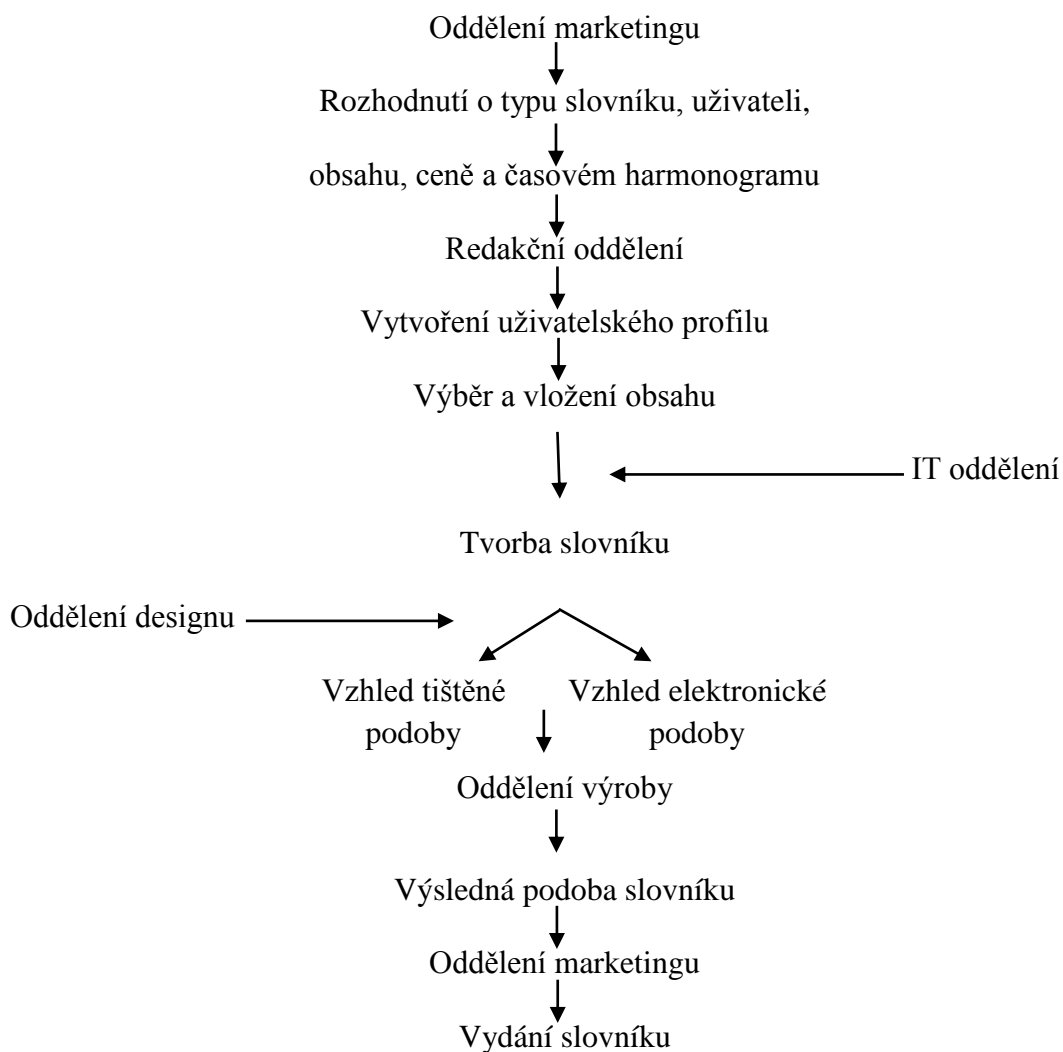 Oddělení marketingu
Rozhodnutí o typu slovníku, uživateli,
obsahu, ceně a časovém harmonogramu
Redakční oddělení
Vytvoření uživatelského profilu
Výběr a vložení obsahu
IT oddělení
Tvorba slovníku
Oddělení designu
Vzhled tištěné
podoby
Vzhled elektronické
podoby
Oddělení výroby
Výsledná podoba slovníku
Oddělení marketingu
Vydání slovníku